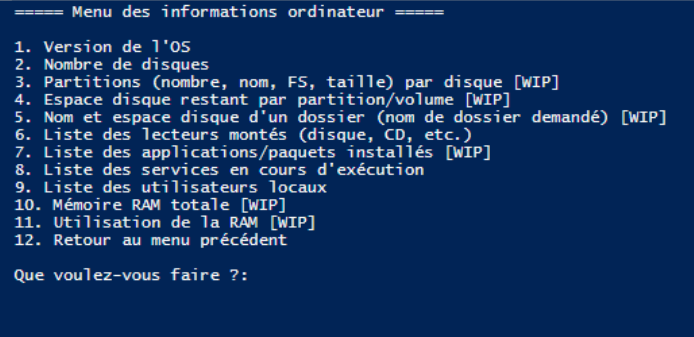 ===== Menu des informations ordinateur =====
1. Version de l'OS
2. Nombre de disques
3. Partitions (nombre, nom, FS, taille) par disque [WIP]
4. Espace disque restant par partition/volume [WIP]
5. Nom et espace disque d'un dossier (nom de dossier demandé) [WIP]
6. Liste des lecteurs montés (disque, CD, etc.)
7. Liste des applications/paquets installés [WIP]
8. Liste des services en cours d'exécution
9. Liste des utilisateurs locaux
10. Mémoire RAM totale [WIP]
11. Utilisation de la RAM [WIP]
12. Retour au menu précédent
Que voulez-vous faire ?: